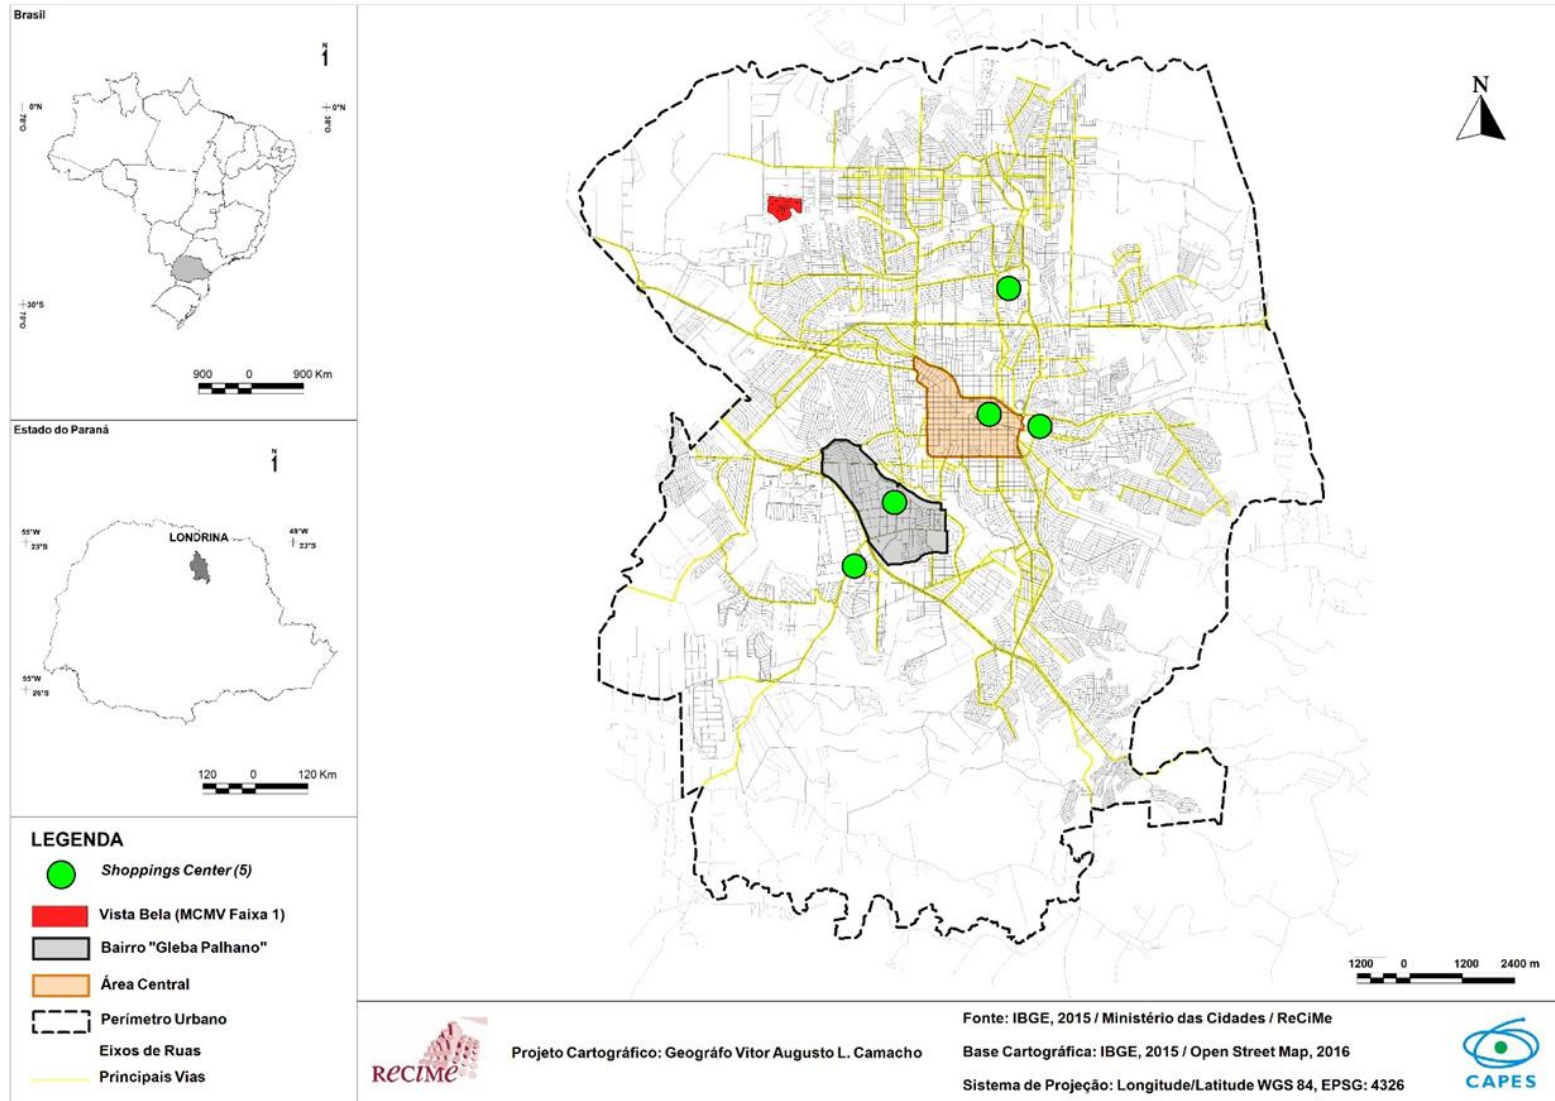 Brasil
N
0°N
0°N
78°O
38°O
30°S
78°O
900 0 900 Km
Estado do Paraná
N
55°W
23°S
LONDRINA
49°W
23°S
55°W
26°S
120 0 120 Km
LEGENDA
Shoppings Center (5)
Vista Bela (MCMV Faixa 1)
Bairro "Gleba Palhano"
Área Central
Perímetro Urbano
Eixos de Ruas
Principais Vias
N
1200 0 1200 2400 m
ReCiMe
Projeto Cartográfico: Geográfo Vitor Augusto L. Camacho
Fonte: IBGE, 2015 / Ministério das Cidades / ReCiMe
Base Cartográfica: IBGE, 2015 / Open Street Map, 2016
Sistema de Projeção: Longitude/Latitude WGS 84, EPSG: 4326
CAPES